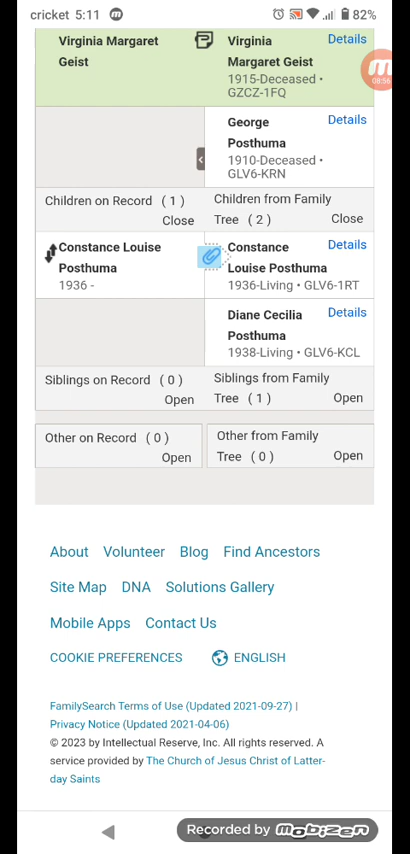 cricket 5:11 82%
Virginia Margaret
Geist
Virginia
Margaret Geist
1915-Deceased •
GZCZ-1FQ
Details
08:56
George
Posthuma
1910-Deceased •
GLV6-KRN
Details
Children on Record ( 1 )
Close
Children from Family
Tree ( 2 ) Close
Constance Louise
Posthuma
1936 -
Constance
Louise Posthuma
1936-Living • GLV6-1RT
Details
Diane Cecilia
Posthuma
1938-Living • GLV6-KCL
Details
Siblings on Record ( 0 )
Open
Siblings from Family
Tree ( 1 ) Open
Other on Record ( 0 )
Open
Other from Family
Tree ( 0 ) Open
About Volunteer Blog Find Ancestors
Site Map DNA Solutions Gallery
Mobile Apps Contact Us
COOKIE PREFERENCES ENGLISH
FamilySearch Terms of Use (Updated 2021-09-27) |
Privacy Notice (Updated 2021-04-06)
© 2023 by Intellectual Reserve, Inc. All rights reserved. A
service provided by The Church of Jesus Christ of Latter-
day Saints
Recorded by mobizen